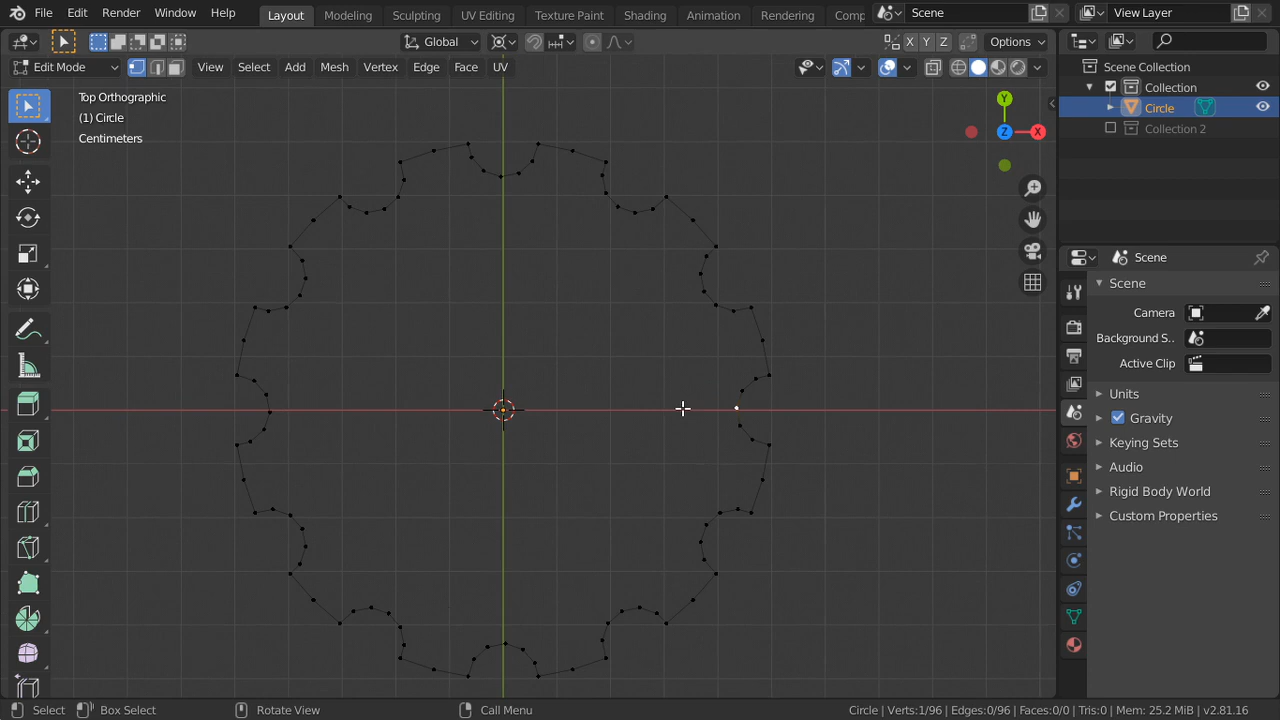 File Edit Render Window Help Layout Modeling Sculpting UV Editing Texture Paint Shading Animation Rendering Comp Scene View Layer
Global X Y Z Options
Edit Mode View Select Add Mesh Vertex Edge Face UV
Scene Collection
Collection
Circle
Collection 2
Top Orthographic
(1) Circle
Centimeters
Y
Z X
Scene
Scene
Camera
Background S..
Active Clip
Units
Gravity
Keying Sets
Audio
Rigid Body World
Custom Properties
Select Box Select Rotate View Call Menu Circle | Verts:1/96 | Edges:0/96 | Faces:0/0 | Tris:0 | Mem: 25.2 MiB | v2.81.16